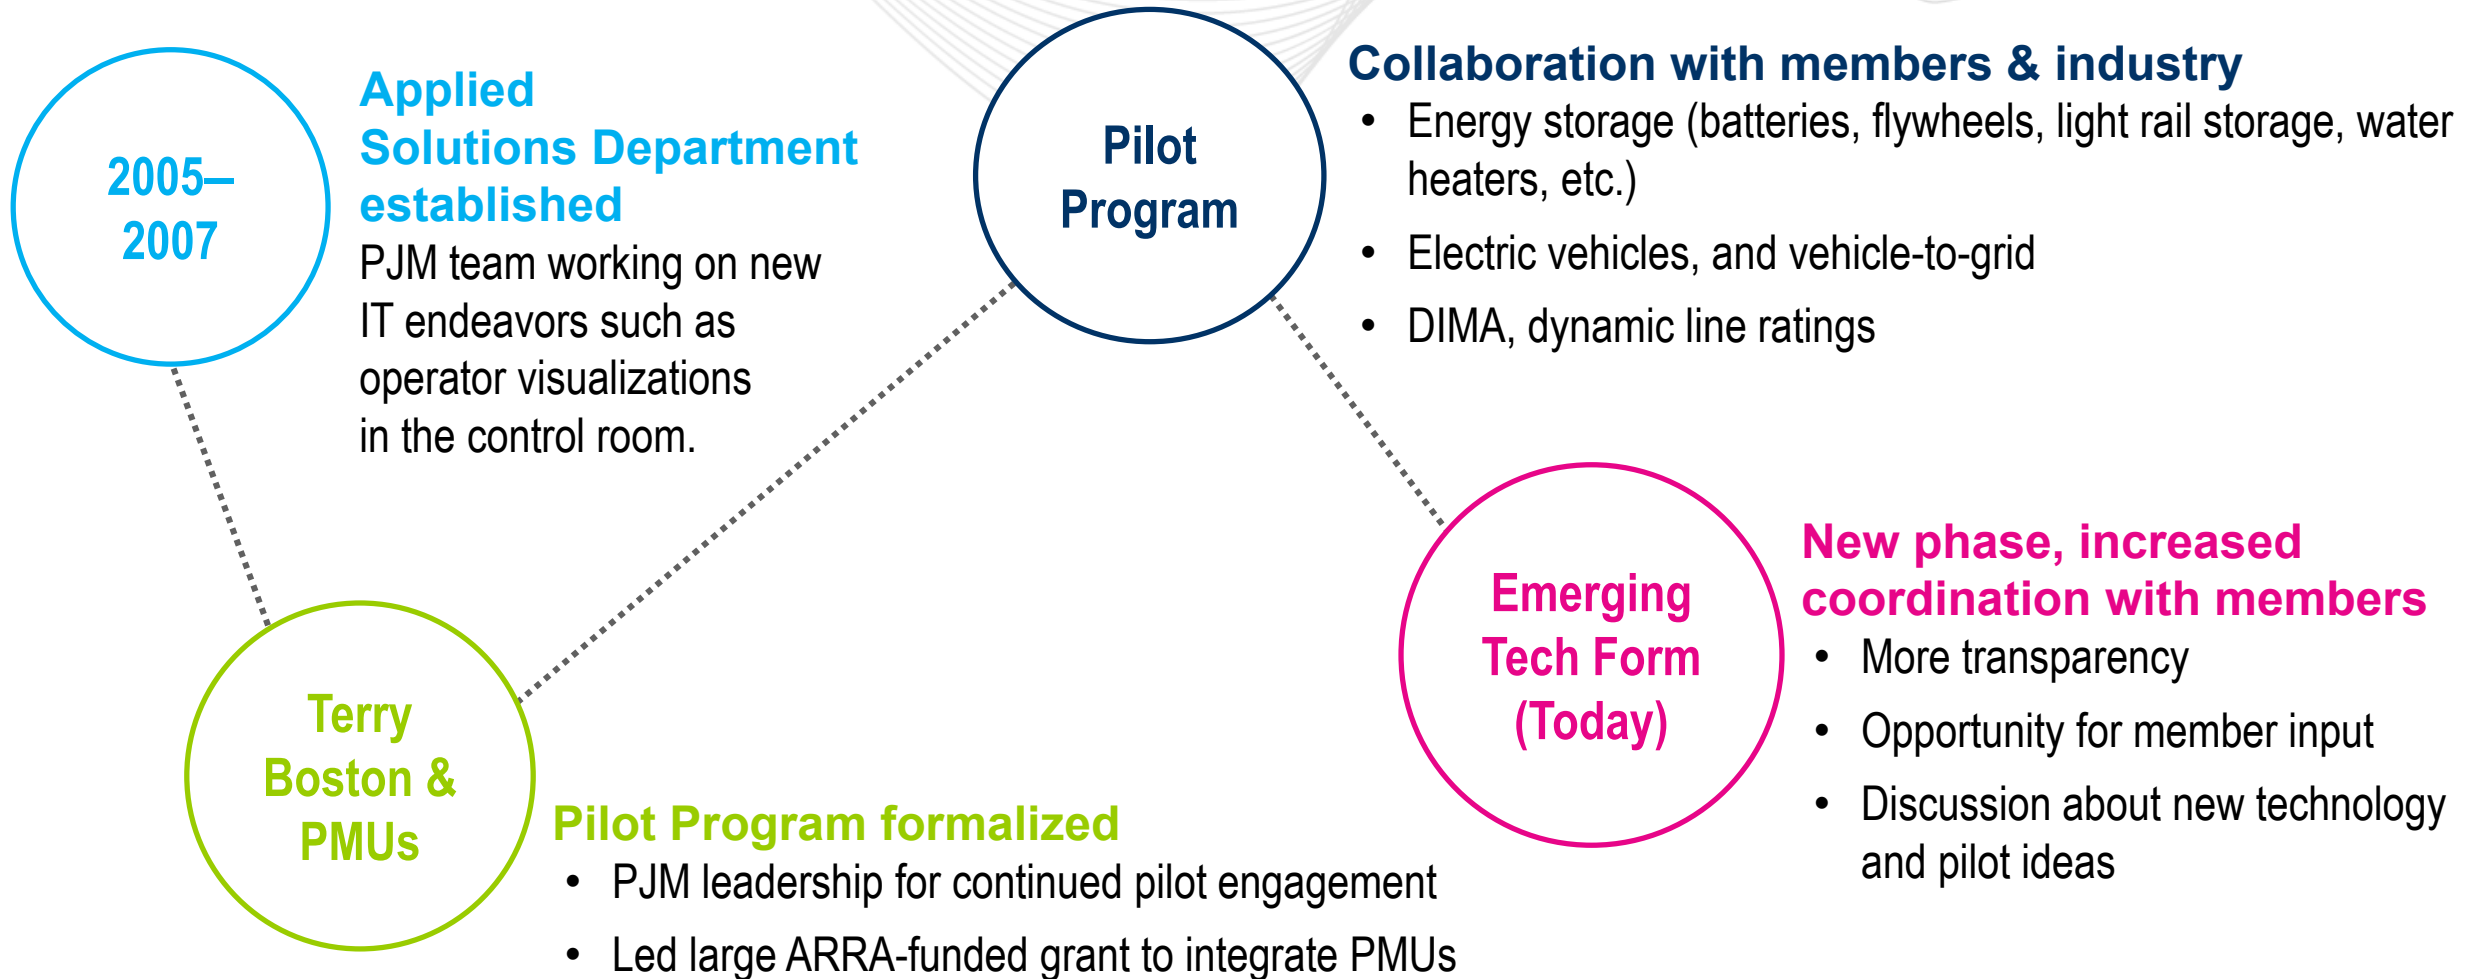 2005–
2007
Applied
Solutions Department
established
PJM team working on new
IT endeavors such as
operator visualizations
in the control room.
Terry
Boston &
PMUs
Pilot Program formalized
• PJM leadership for continued pilot engagement
• Led large ARRA-funded grant to integrate PMUs
Pilot
Program
Collaboration with members & industry
• Energy storage (batteries, flywheels, light rail storage, water
heaters, etc.)
• Electric vehicles, and vehicle-to-grid
• DIMA, dynamic line ratings
Emerging
Tech Form
(Today)
New phase, increased
coordination with members
• More transparency
• Opportunity for member input
• Discussion about new technology
and pilot ideas